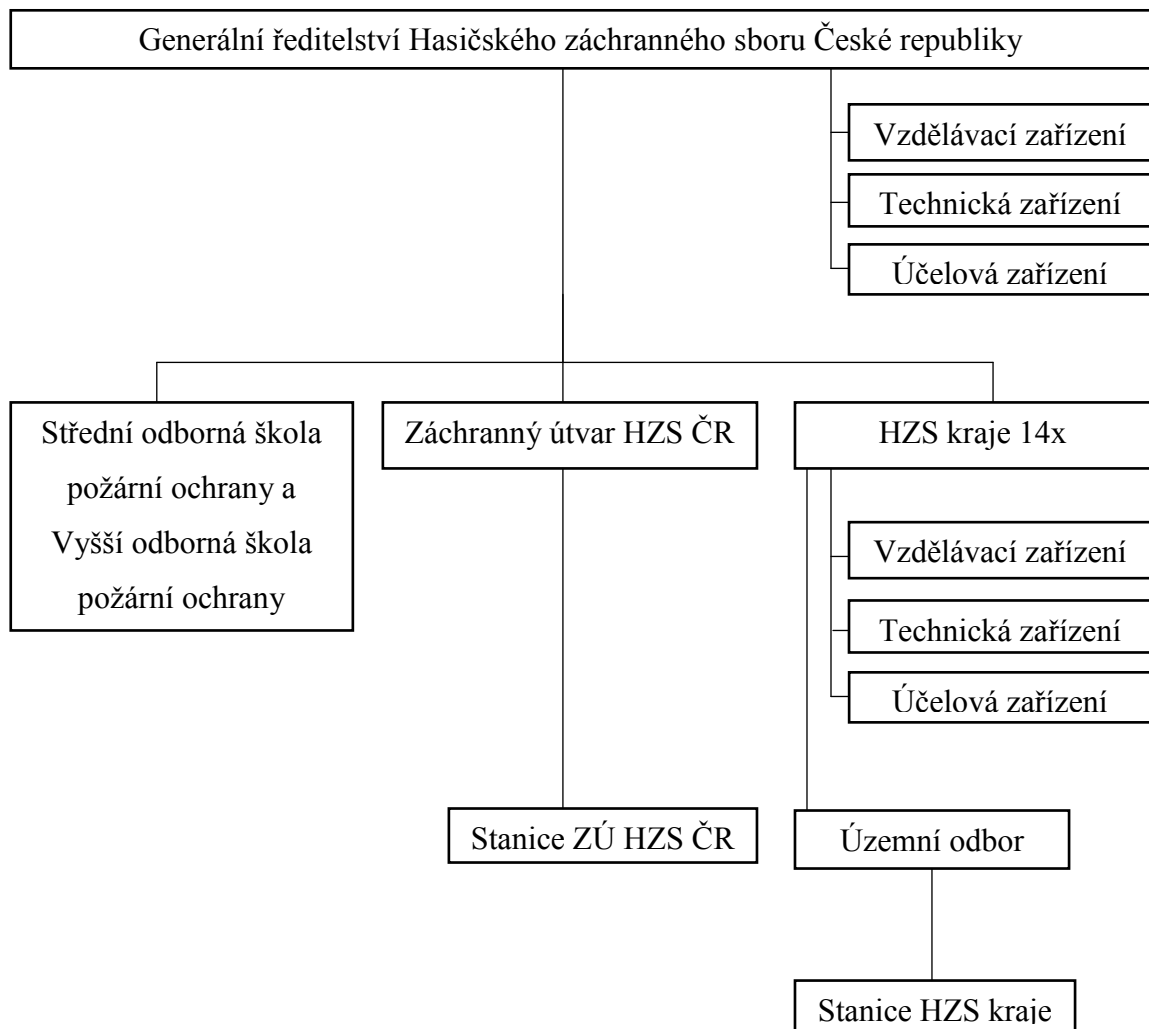 Generální ředitelství Hasičského záchranného sboru České republiky
Vzdělávací zařízení
Technická zařízení
Účelová zařízení
Střední odborná škola
požární ochrany a
Vyšší odborná škola
požární ochrany
Záchranný útvar HZS ČR
HZS kraje 14x
Vzdělávací zařízení
Technická zařízení
Účelová zařízení
Stanice ZÚ HZS ČR
Územní odbor
Stanice HZS kraje